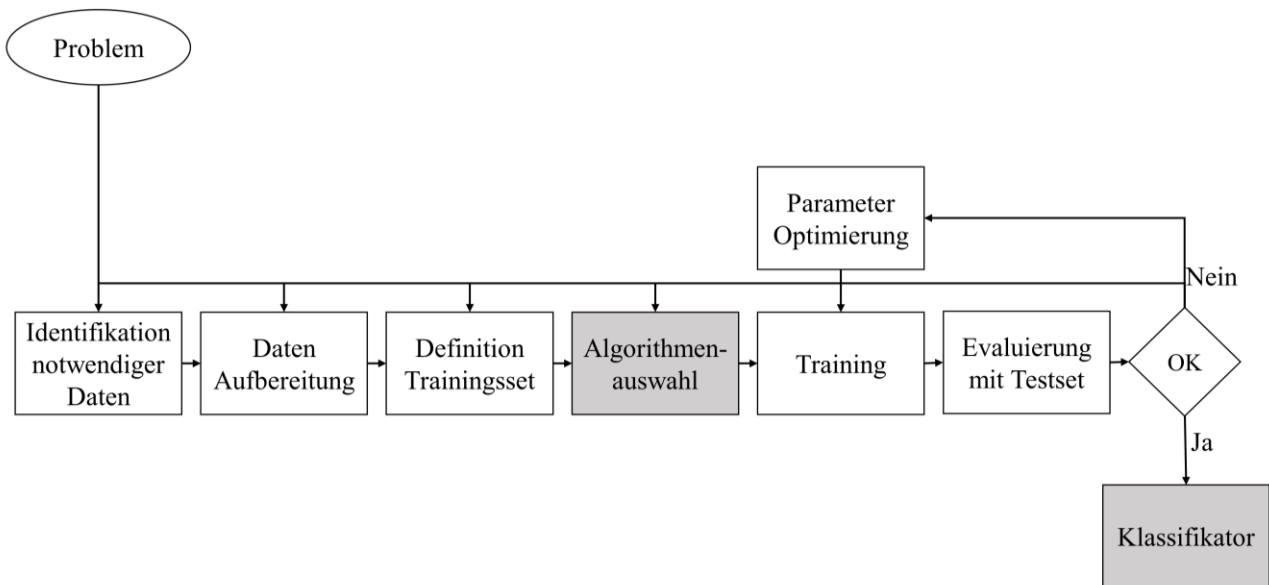 Problem
Parameter
Optimierung
Nein
Identifikation
notwendiger
Daten
Daten
Aufbereitung
Definition
Trainingsset
Algorithmen-
auswahl
Training
Evaluierung
mit Testset
OK
Ja
Klassifikator